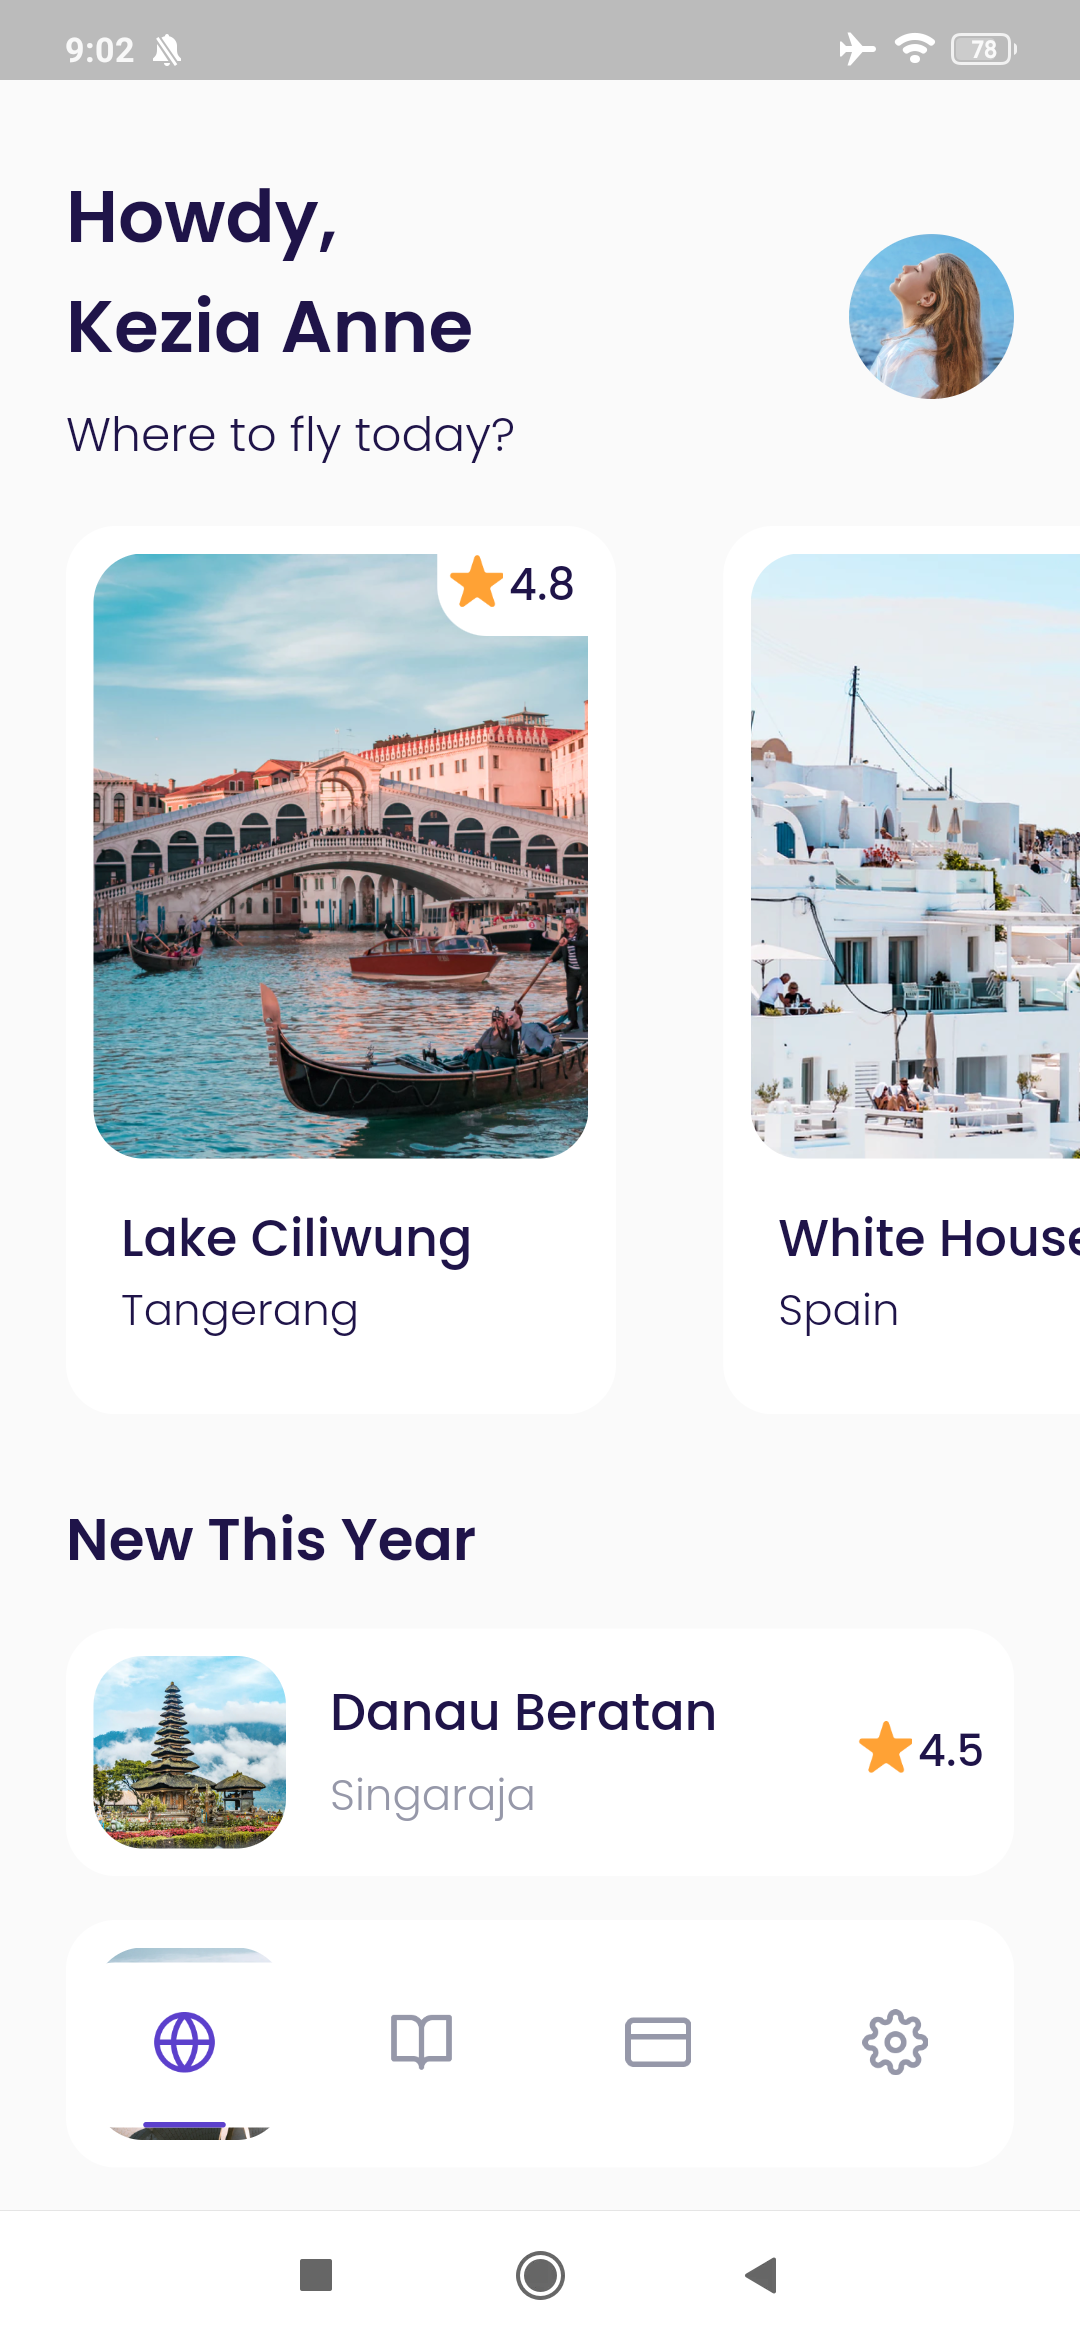 9:02
78
Howdy,
Kezia Anne
Where to fly today?
4.8
Lake Ciliwung
Tangerang
White House
Spain
New This Year
Danau Beratan
Singaraja
4.5